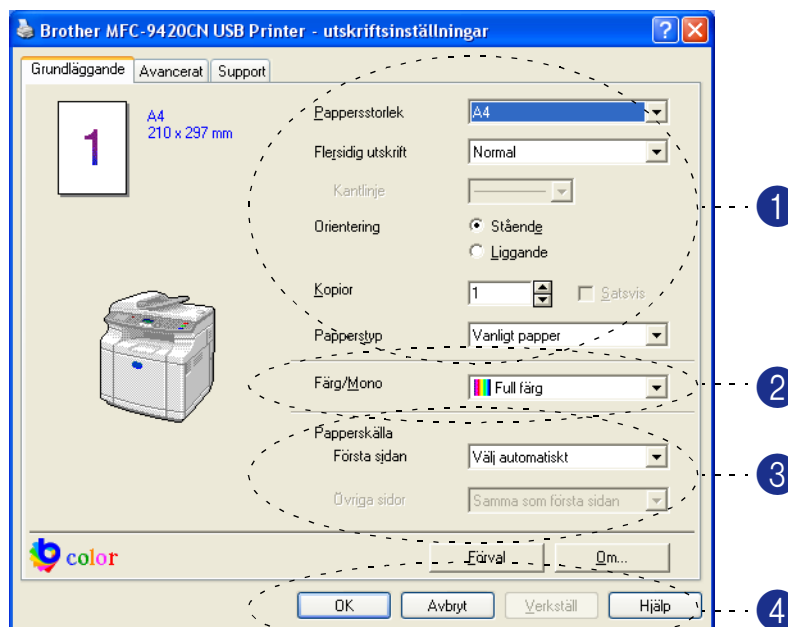 Brother MFC-9420CN USB Printer - utskriftsinställningar
Grundläggande Avancerat Support
1
A4
210 x 297 mm
Pappersstorlek A4
Flersidig utskrift Normal
Kantlinje
Orientering Stående
Liggande
1
Kopior 1 Satsvis
Papperstyp Vanligt papper
Färg/Mono Full färg
2
Papperskälla
Första sidan Välj automatiskt
3
Övriga sidor Samma som första sidan
color
Förval Om...
OK Avbryt Verkställ Hjälp
4